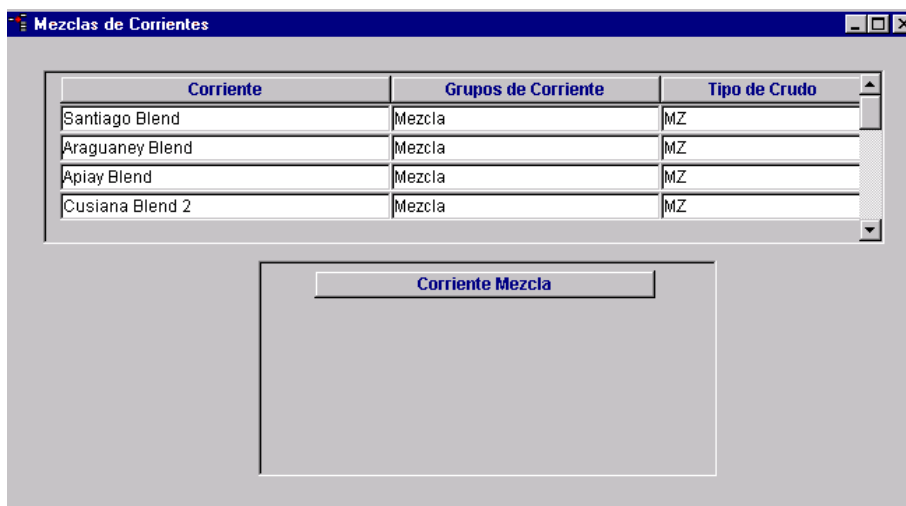 Mezclas de Corrientes
Corriente Grupos de Corriente Tipo de Crudo
Santiago Blend Mezcla MZ
Araguaney Blend Mezcla MZ
Apiay Blend Mezcla MZ
Cusiana Blend 2 Mezcla MZ
Corriente Mezcla